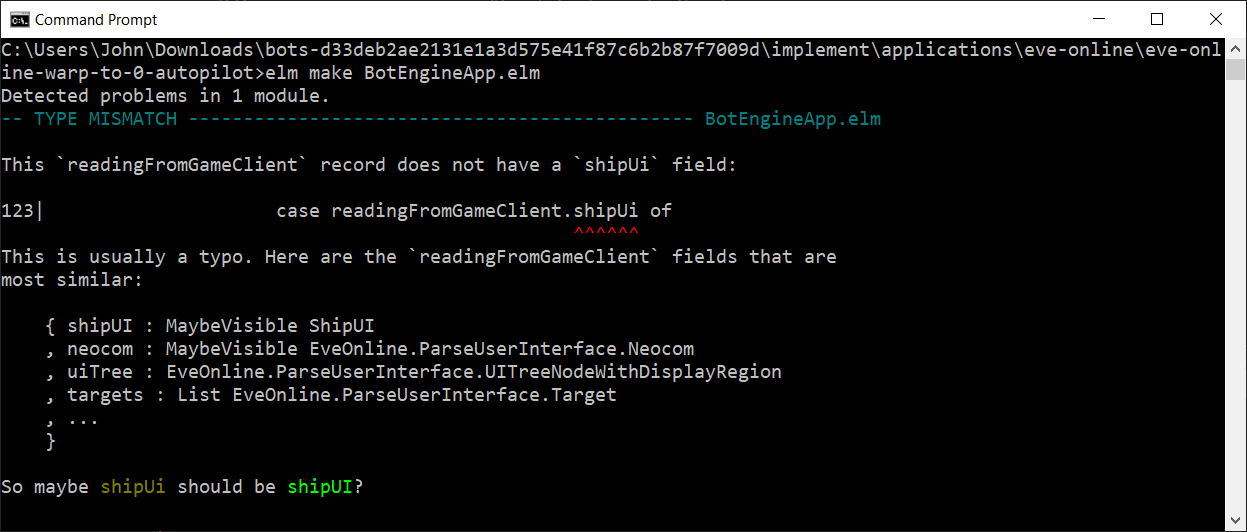 Command Prompt
C:\Users\John\Downloads\bots-d33deb2ae2131e1a3d575e41f87c6b2b87f7009d\implement\applications\eve-online\eve-onl
ine-warp-to-0-autopilot>elm make BotEngineApp.elm
Detected problems in 1 module.
-- TYPE MISMATCH ---------------------------------------------- BotEngineApp.elm
This `readingFromGameClient` record does not have a `shipUi` field:
123|                     case readingFromGameClient.shipUi of
^^^^^^
This is usually a typo. Here are the `readingFromGameClient` fields that are
most similar:
{ shipUI : MaybeVisible ShipUI
, neocom : MaybeVisible EveOnline.ParseUserInterface.Neocom
, uiTree : EveOnline.ParseUserInterface.UITreeNodeWithDisplayRegion
, targets : List EveOnline.ParseUserInterface.Target
, ...
}
So maybe shipUi should be shipUI?